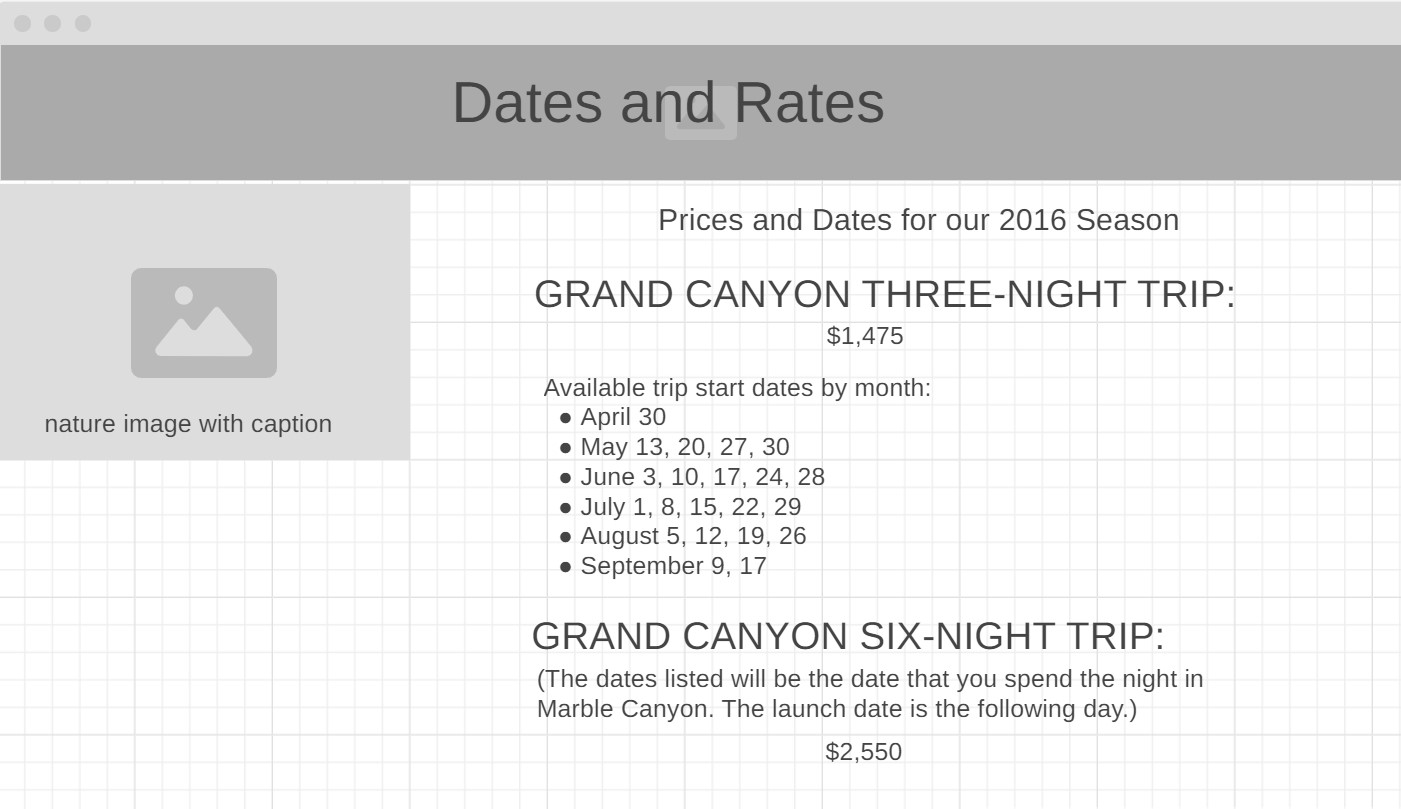 Dates and Rates
nature image with caption
Prices and Dates for our 2016 Season
GRAND CANYON THREE-NIGHT TRIP:
$1,475
Available trip start dates by month:
● April 30
● May 13, 20, 27, 30
● June 3, 10, 17, 24, 28
● July 1, 8, 15, 22, 29
● August 5, 12, 19, 26
● September 9, 17
GRAND CANYON SIX-NIGHT TRIP:
(The dates listed will be the date that you spend the night in
Marble Canyon. The launch date is the following day.)
$2,550